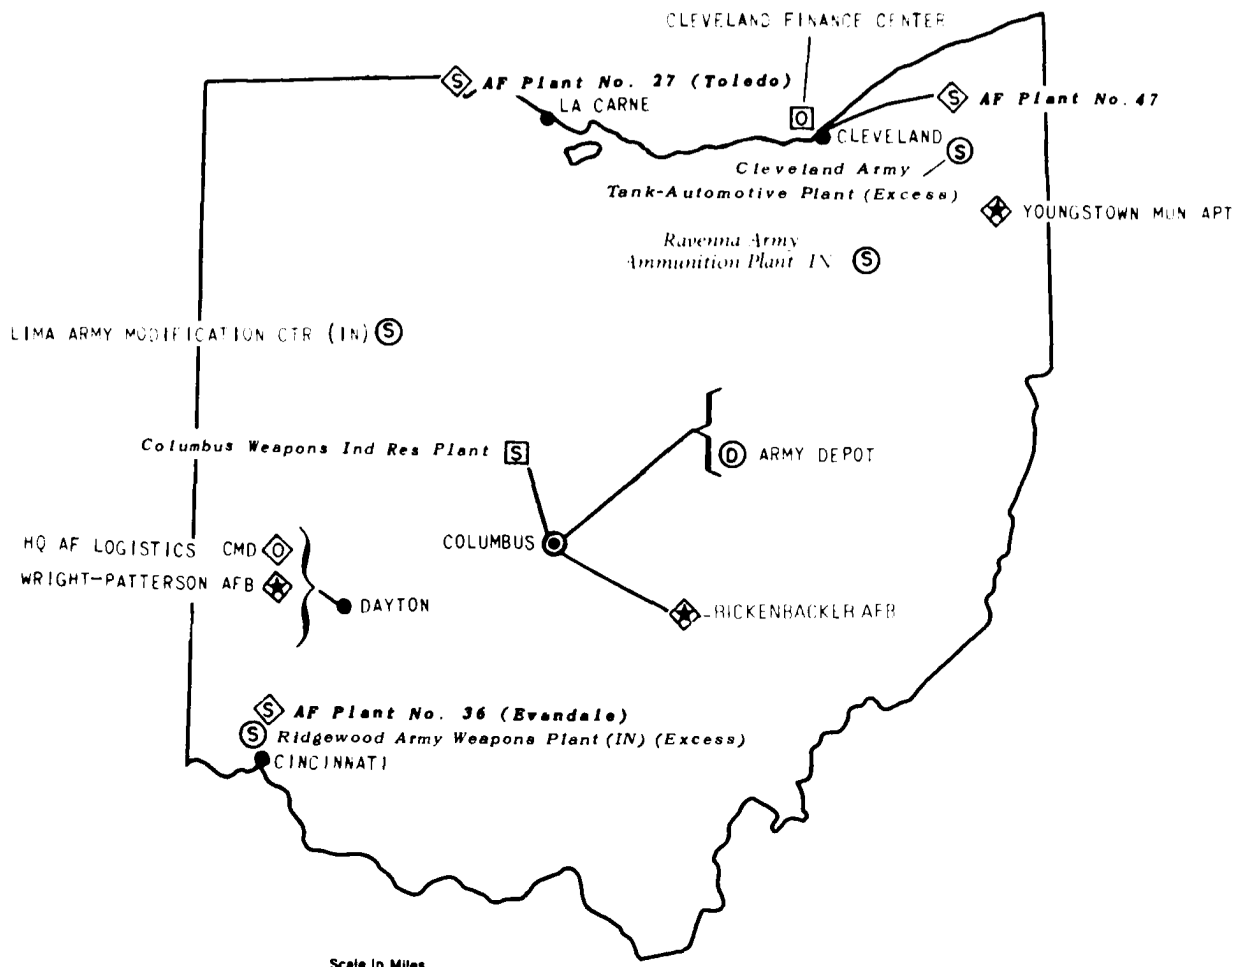 CLEVELAND FINANCE CENTER
S AF Plant No. 27 (Toledo)
LA CARNE
O
S AF Plant No. 47
CLEVELAND
S
Cleveland Army
Tank-Automotive Plant (Excess)
YOUNGSTOWN MUN APT
Ravenna Army
Ammunition Plant IN S
LIMA ARMY MODIFICATION CTR (IN) S
Columbus Weapons Ind Res Plant S
D ARMY DEPOT
HQ AF LOGISTICS CMD O
COLUMBUS
WRIGHT-PATTERSON AFB
DAYTON
RICKENBACKER AFB
S AF Plant No. 36 (Evandale)
S Ridgewood Army Weapons Plant (IN) (Excess)
CINCINNATI
Scale In Miles